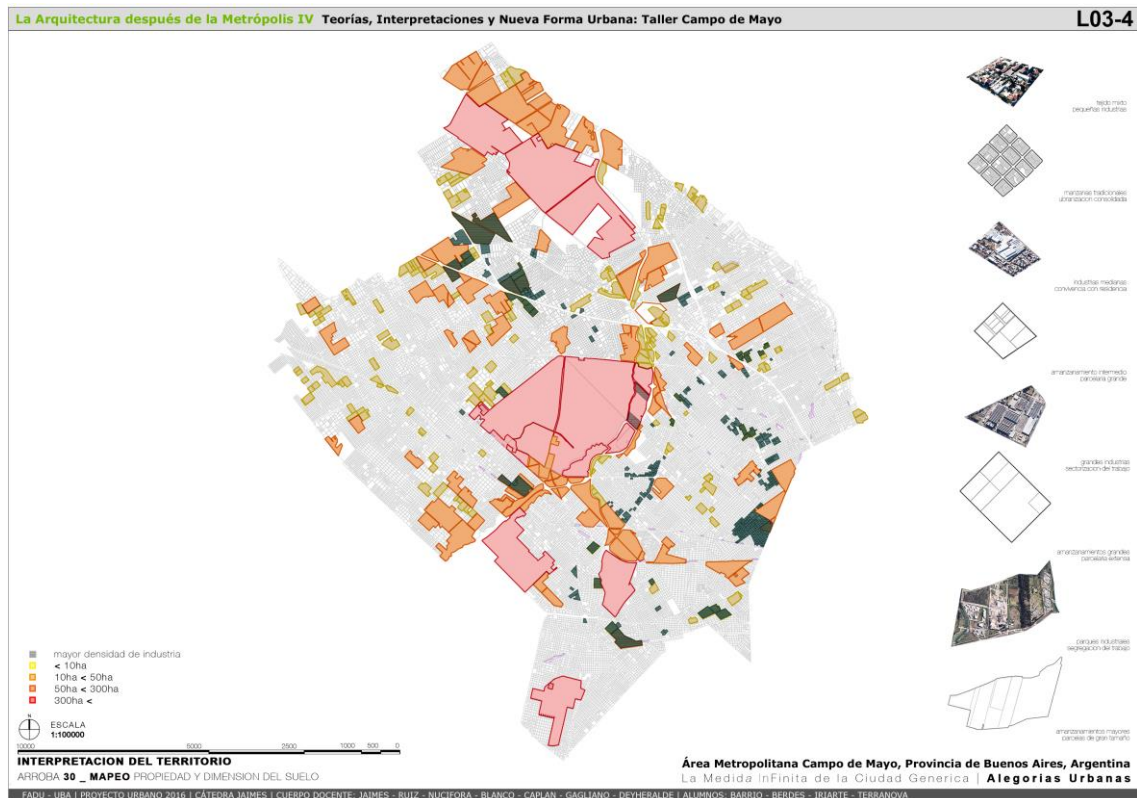 La Arquitectura después de la Metrópolis IV Teorías, Interpretaciones y Nueva Forma Urbana: Taller Campo de Mayo
L03-4
tejido mixto
pequeñas industrias
manzanas tradicionales
urbanizacion consolidada
industrias medianas
convivencia con residencia
amanzanamiento intermedio
parcelaria grande
grandes industrias
sectorizacion del trabajo
amanzanamientos grandes
parcelaria extensa
parques industriales
segregacion del trabajo
amanzanamientos mayores
parcelas de gran tamaño
mayor densidad de industria
< 10ha
10ha < 50ha
50ha < 300ha
300ha <
N
ESCALA
1:100000
10000 5000 2500 1000 500 0
INTERPRETACION DEL TERRITORIO
ARROBA 30 _ MAPEO PROPIEDAD Y DIMENSION DEL SUELO
Área Metropolitana Campo de Mayo, Provincia de Buenos Aires, Argentina
La Medida InFinita de la Ciudad Generica | Alegorias Urbanas
FADU - UBA | PROYECTO URBANO 2016 | CÁTEDRA JAIMES | CUERPO DOCENTE: JAIMES - RUIZ - NUCIFORA - BLANCO - CAPLAN - GAGLIANO - DEYHERALDE | ALUMNOS: BARRIO - BERDES - IRIARTE - TERRANOVA